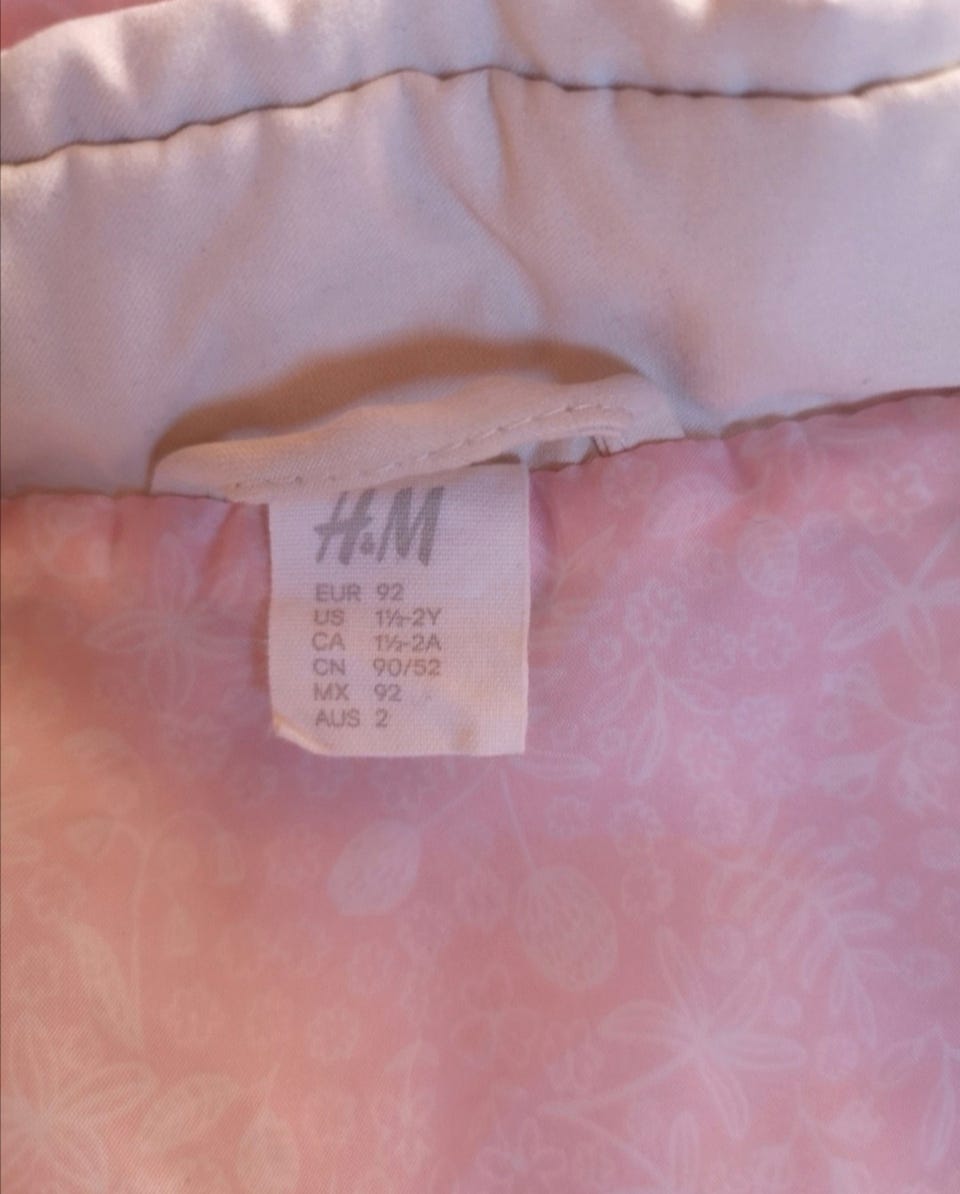 H&M
EUR 92
US 1½-2Y
CA 1½-2A
CN 90/52
MX 92
AUS 2